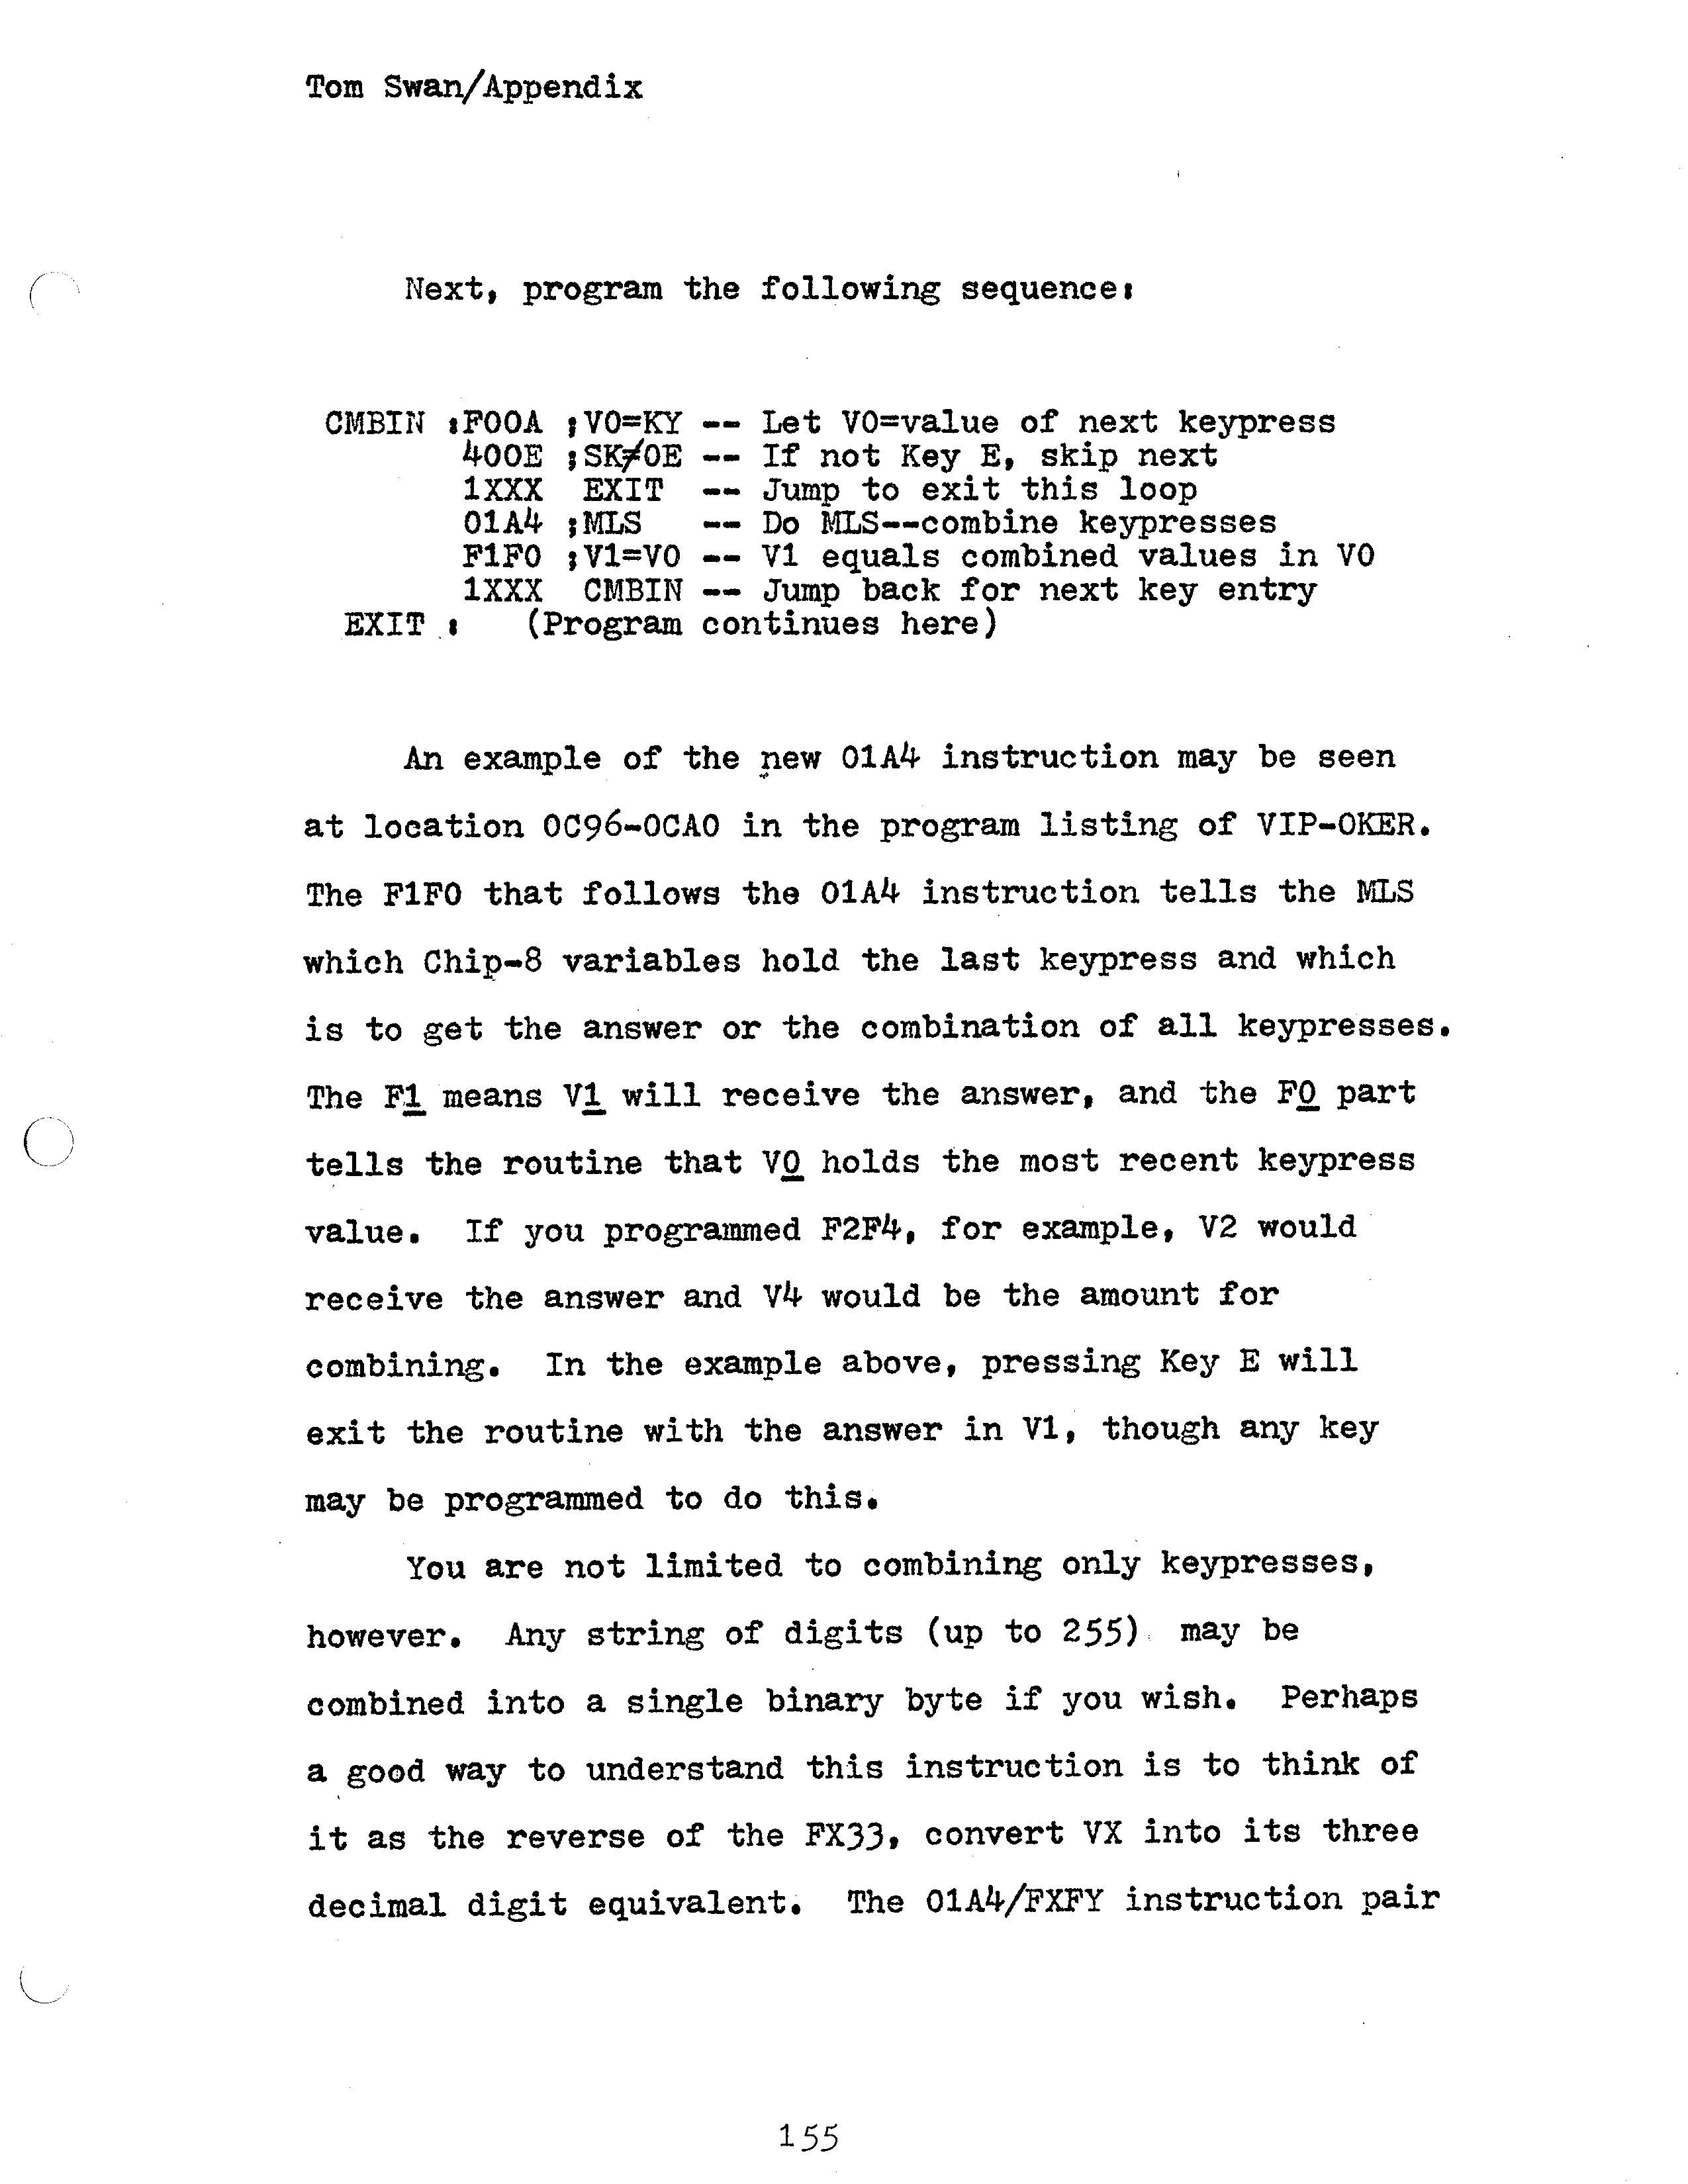 Tom Swan/Appendix
Next, program the following sequence:
CMBIN :F00A ;V0=KY -- Let V0=value of next keypress
400E ;SK≠0E -- If not Key E, skip next
1XXX EXIT -- Jump to exit this loop
01A4 ;MLS -- Do MLS--combine keypresses
F1F0 ;V1=V0 -- V1 equals combined values in V0
1XXX CMBIN -- Jump back for next key entry
EXIT : (Program continues here)
An example of the new 01A4 instruction may be seen
at location 0C96-0CA0 in the program listing of VIP-OKER.
The F1F0 that follows the 01A4 instruction tells the MLS
which Chip-8 variables hold the last keypress and which
is to get the answer or the combination of all keypresses.
The F1 means V1 will receive the answer, and the F0 part
tells the routine that V0 holds the most recent keypress
value. If you programmed F2F4, for example, V2 would
receive the answer and V4 would be the amount for
combining. In the example above, pressing Key E will
exit the routine with the answer in V1, though any key
may be programmed to do this.
You are not limited to combining only keypresses,
however. Any string of digits (up to 255) may be
combined into a single binary byte if you wish. Perhaps
a good way to understand this instruction is to think of
it as the reverse of the FX33, convert VX into its three
decimal digit equivalent. The 01A4/FXFY instruction pair
155